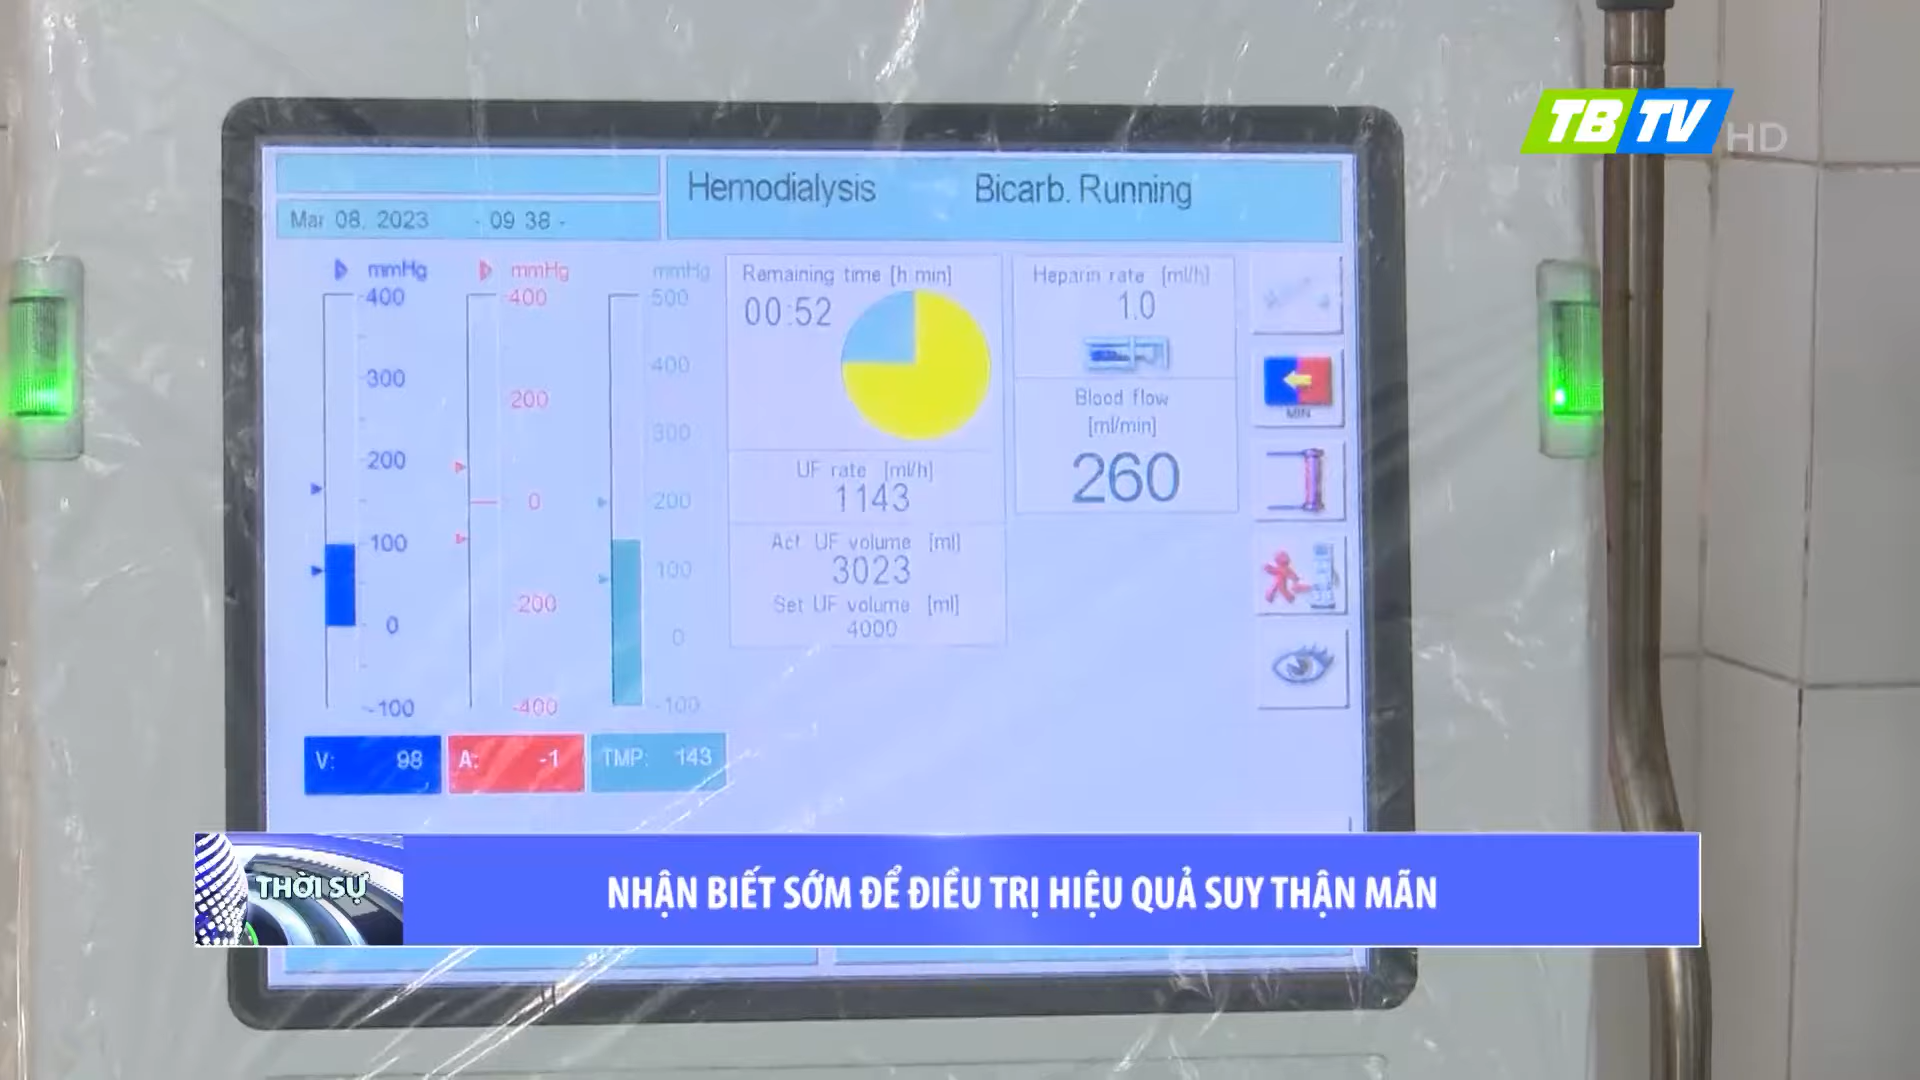 TBTV HD
Hemodialysis Bicarb. Running
Mar 08, 2023 - 09 38 -
mmHg mmHg mmHg
400 400 500
Remaining time [h min]
00:52
Heparin rate [ml/h]
1.0
400
300
200
Blood flow
[ml/min]
260
300
200 0 200
UF rate [ml/h]
1143
100 100
Act UF volume [ml]
3023
Set UF volume [ml]
4000
0 200 0
-100 -400 -100
MIN
V: 98 A: -1 TMP: 143
THỜI SỰ
NHẬN BIẾT SỚM ĐỂ ĐIỀU TRỊ HIỆU QUẢ SUY THẬN MÃN